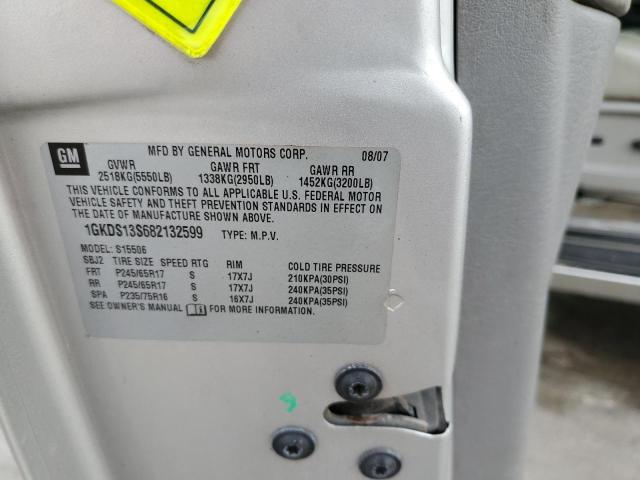 GM
MFD BY GENERAL MOTORS CORP. 08/07
GVWR GAWR FRT GAWR RR
2518KG(5550LB) 1338KG(2950LB) 1452KG(3200LB)
THIS VEHICLE CONFORMS TO ALL APPLICABLE U.S. FEDERAL MOTOR
VEHICLE SAFETY AND THEFT PREVENTION STANDARDS IN EFFECT ON
THE DATE OF MANUFACTURE SHOWN ABOVE.
1GKDS13S682132599 TYPE: M.P.V.
MODEL: S15506
SBJ2 TIRE SIZE SPEED RTG RIM COLD TIRE PRESSURE
FRT P245/65R17 S 17X7J 210KPA(30PSI)
RR P245/65R17 S 17X7J 240KPA(35PSI)
SPA P235/75R16 S 16X7J 240KPA(35PSI)
SEE OWNER'S MANUAL FOR MORE INFORMATION.